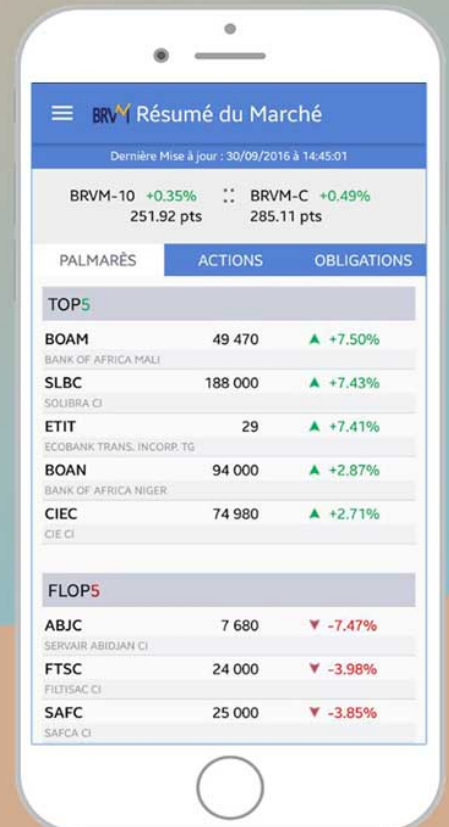 BRVM Résumé du Marché
Dernière Mise à jour : 30/09/2016 à 14:45:01
BRVM-10 +0.35% :: BRVM-C +0.49%
251.92 pts 285.11 pts
PALMARÈS ACTIONS OBLIGATIONS
TOP5
BOAM 49 470 ▲ +7.50%
BANK OF AFRICA MALI
SLBC 188 000 ▲ +7.43%
SOLIBRA CI
ETIT 29 ▲ +7.41%
ECOBANK TRANS. INCORP. TG
BOAN 94 000 ▲ +2.87%
BANK OF AFRICA NIGER
CIEC 74 980 ▲ +2.71%
CIE CI
FLOP5
ABJC 7 680 ▼ -7.47%
SERVAIR ABIDJAN CI
FTSC 24 000 ▼ -3.98%
FILTISAC CI
SAFC 25 000 ▼ -3.85%
SAFCA CI